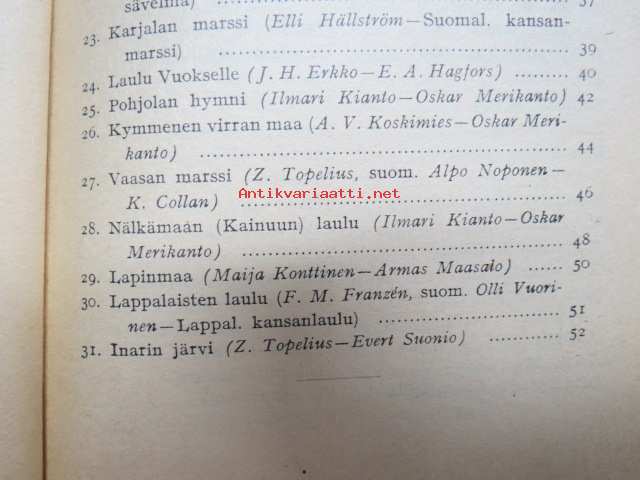 sävelmä) 37
23. Karjalan marssi (Elli Hällström—Suomal. kansan-
marssi) ........................................ 39
24. Laulu Vuokselle (J. H. Erkko—E. A. Hagfors) ......... 40
25. Pohjolan hymni (Ilmari Kianto—Oskar Merikanto) 42
26. Kymmenen virran maa (A. V. Koskimies—Oskar Meri-
kanto) ........................................ 44
27. Vaasan marssi (Z. Topelius, suom. Alpo Noponen—
Antikvariaatti.net
K. Collan) ........................................ 46
28. Nälkämaan (Kainuun) laulu (Ilmari Kianto—Oskar
Merikanto) ........................................ 48
29. Lapinmaa (Maija Konttinen—Armas Maasalo) ...... 50
30. Lappalaisten laulu (F. M. Franzén, suom. Olli Vuori-
nen—Lappal. kansanlaulu) .............................. 51
31. Inarin järvi (Z. Topelius—Evert Suonio) .............. 52